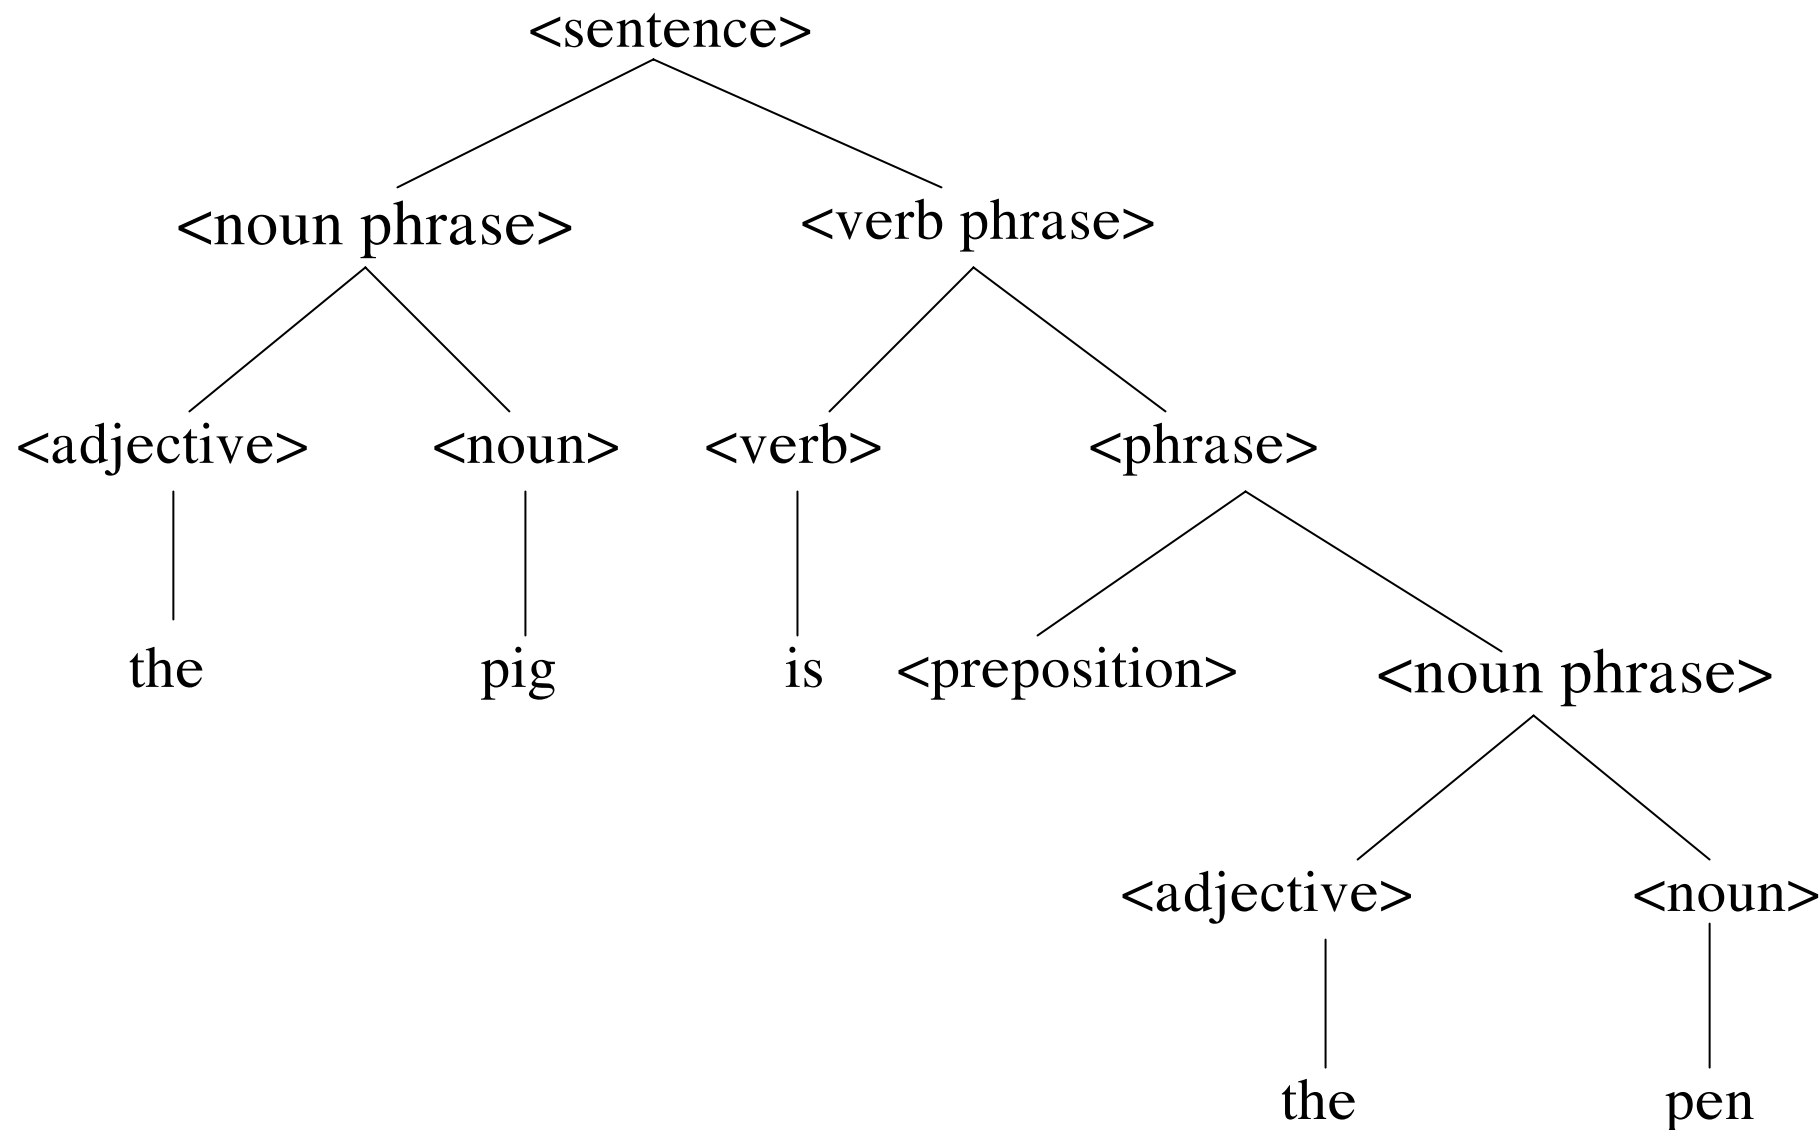 <sentence>
<noun phrase> <verb phrase>
<adjective> <noun> <verb> <phrase>
the pig is <preposition> <noun phrase>
<adjective> <noun>
the pen